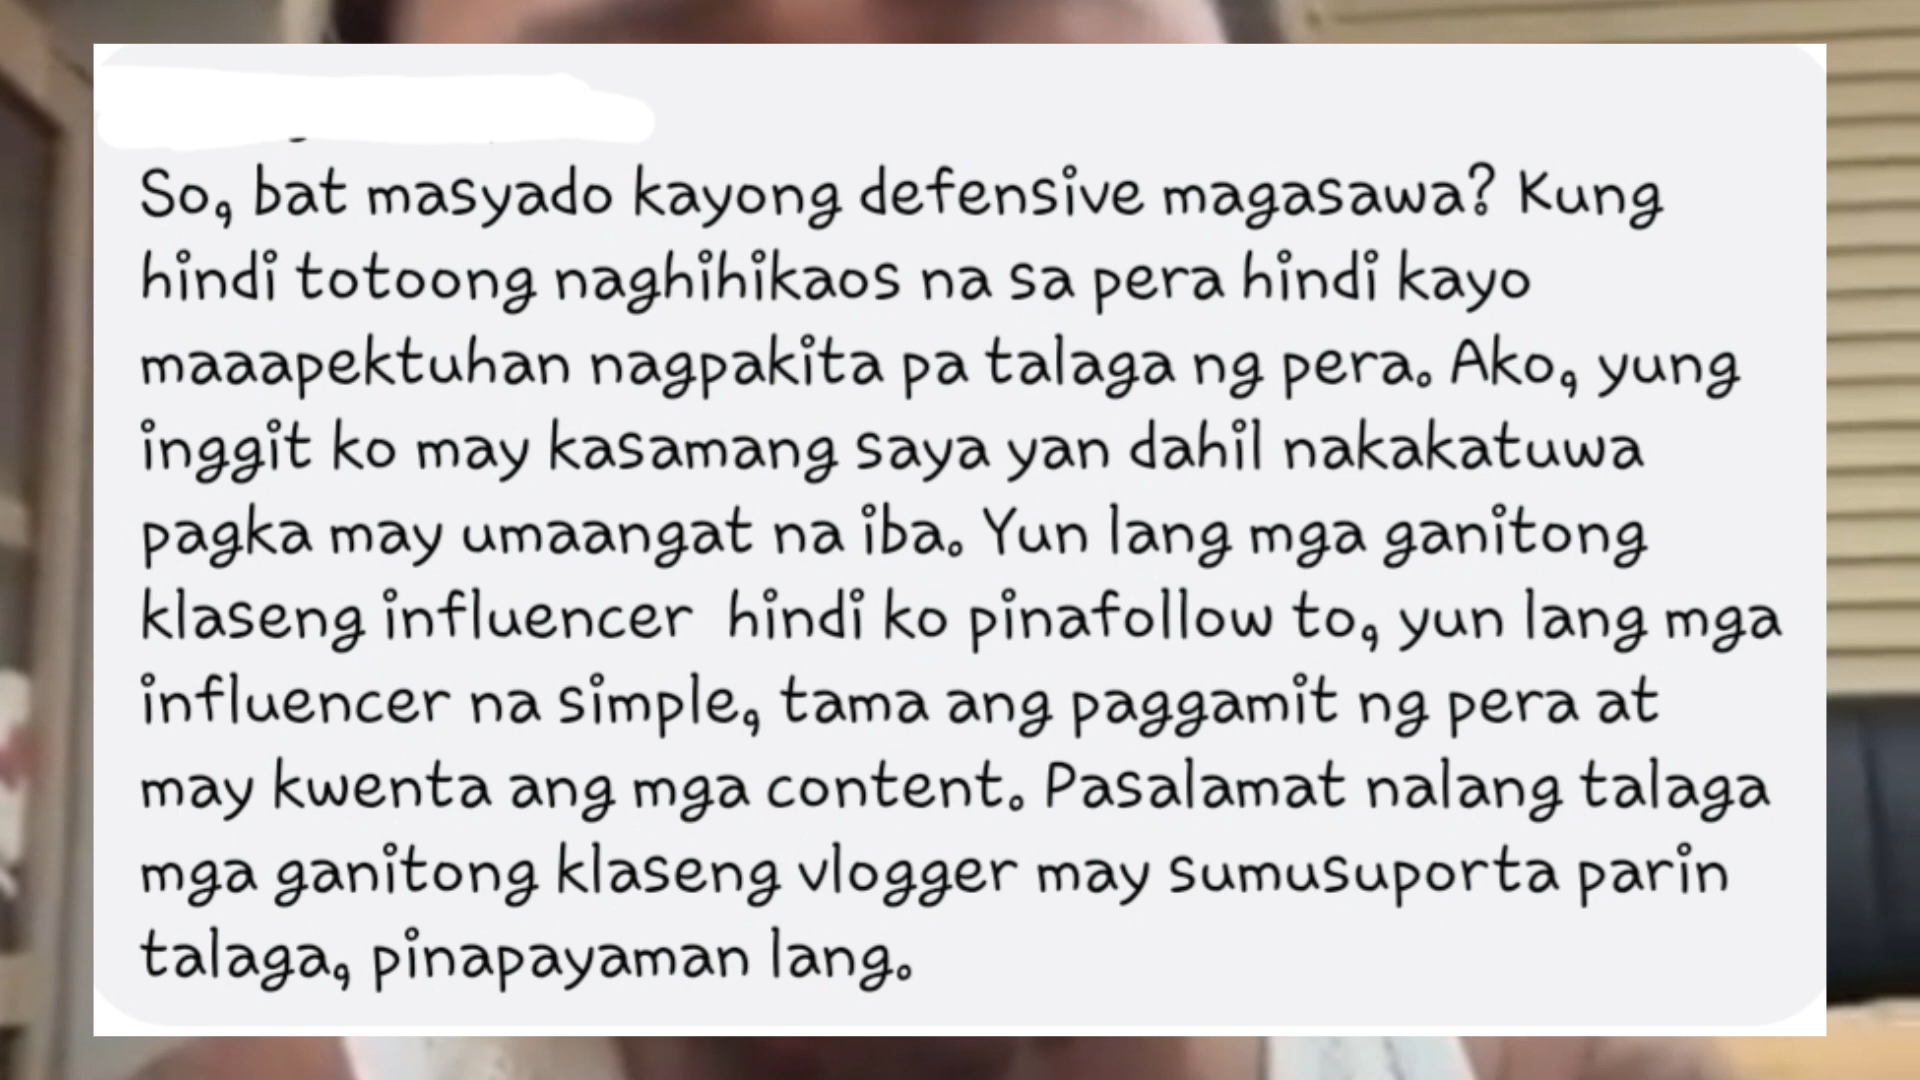 So, bat masyado kayong defensive magasawa? Kung
hindi totoong naghihikaos na sa pera hindi kayo
maaapektuhan nagpakita pa talaga ng pera. Ako, yung
inggit ko may kasamang saya yan dahil nakakatuwa
pagka may umaangat na iba. Yun lang mga ganitong
klaseng influencer  hindi ko pinafollow to, yun lang mga
influencer na simple, tama ang paggamit ng pera at
may kwenta ang mga content. Pasalamat nalang talaga
mga ganitong klaseng vlogger may sumusuporta parin
talaga, pinapayaman lang.